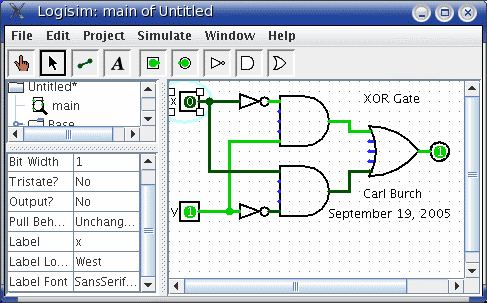 Logisim: main of Untitled
File Edit Project Simulate Window Help
A
Untitled*
main
Base
Bit Width 1
Tristate? No
Output? No
Pull Beh... Unchang...
Label x
Label Lo... West
Label Font SansSerif...
x 0
XOR Gate
1
Carl Burch
y 1
September 19, 2005